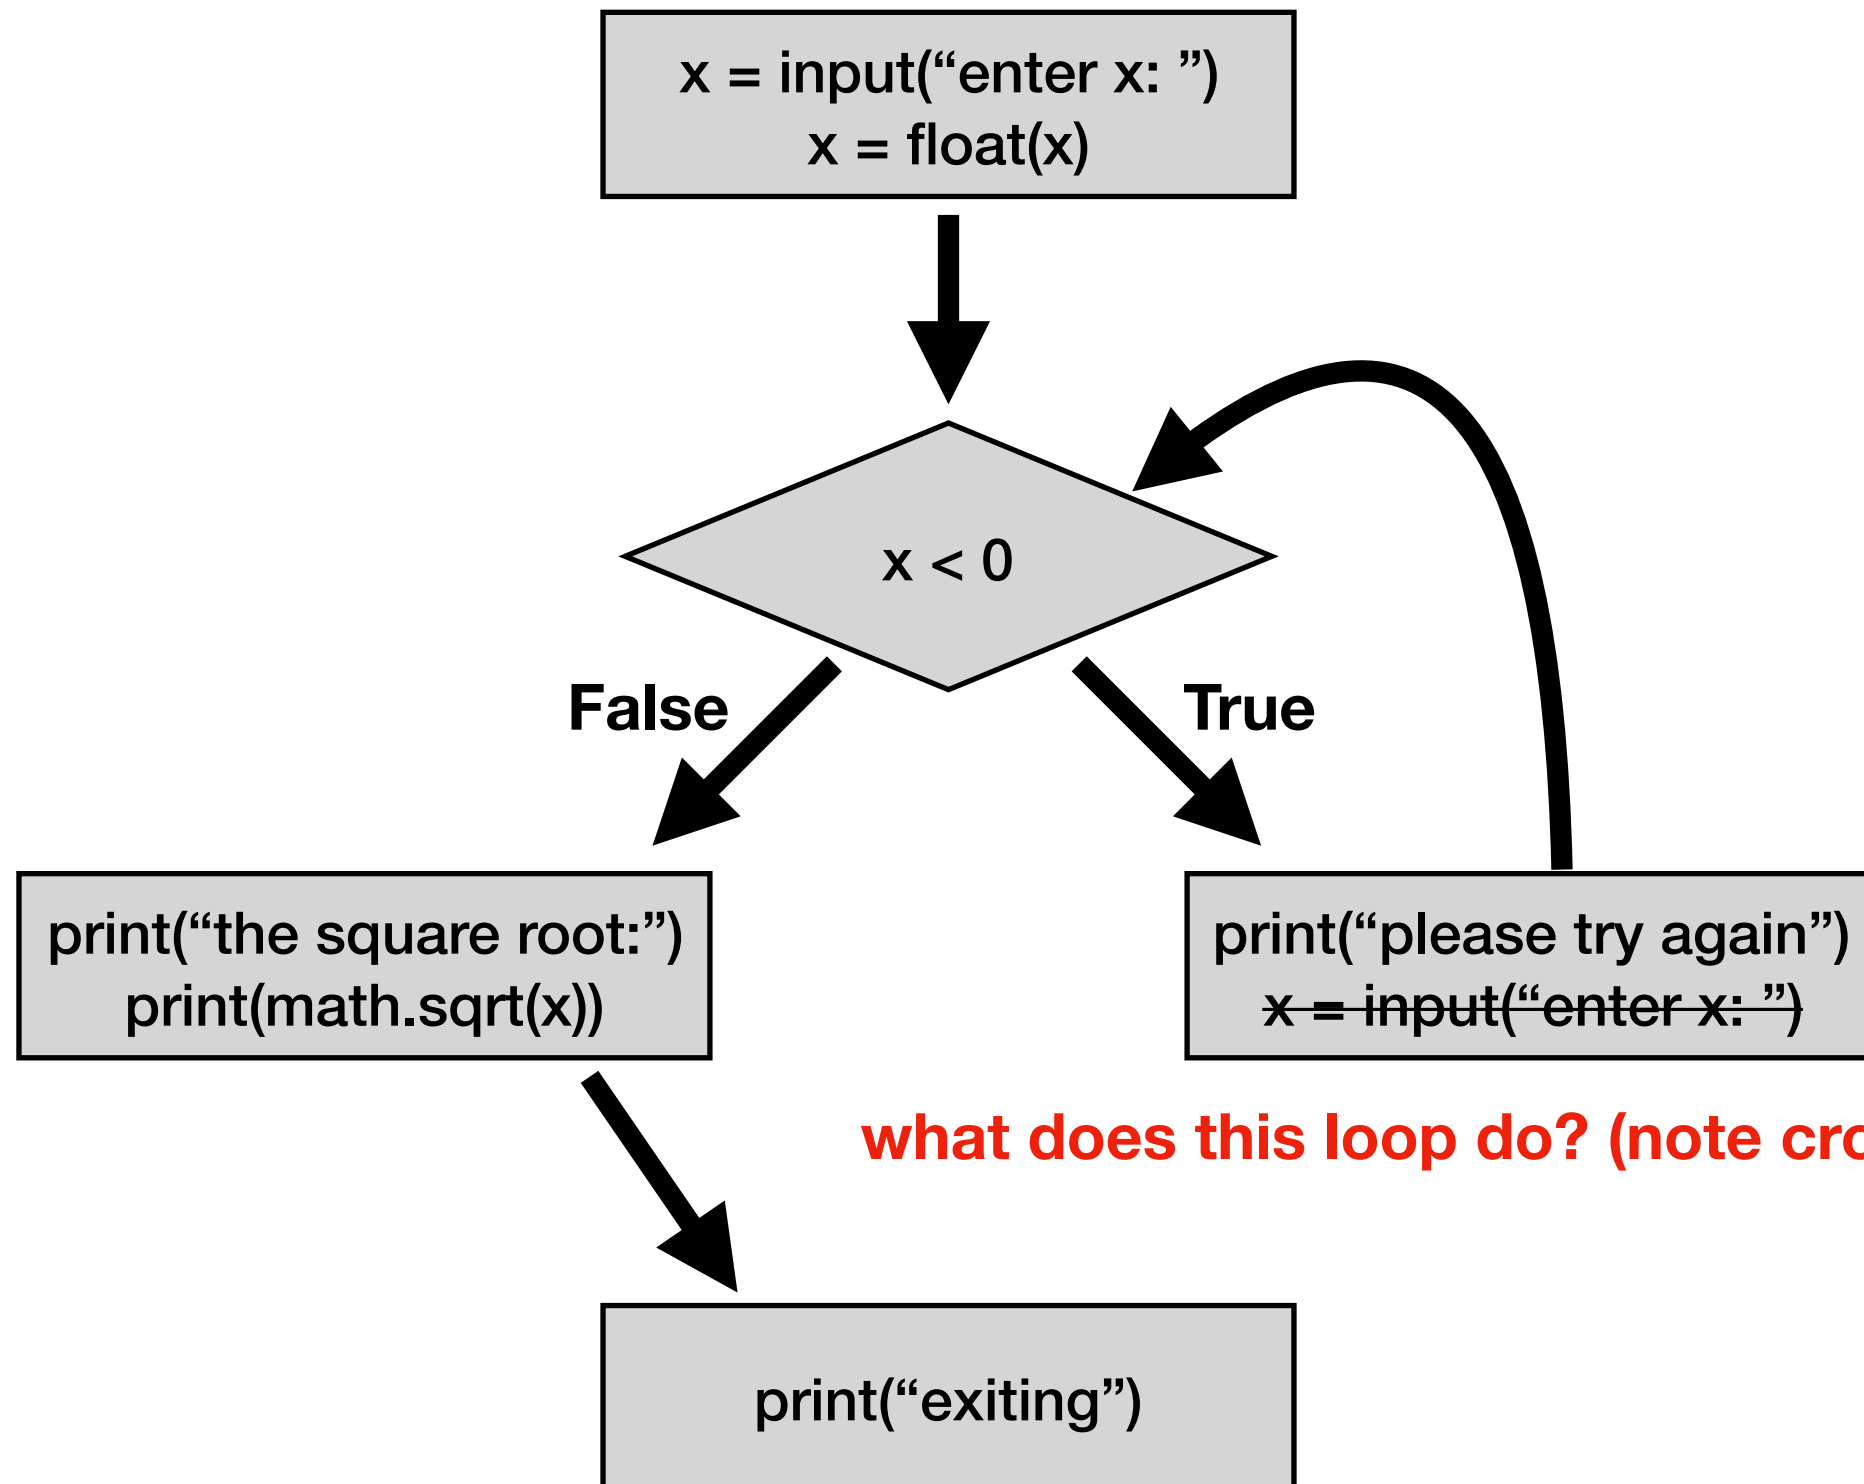 x = input(“enter x: ”)
x = float(x)
x < 0
False
True
print(“the square root:”)
print(math.sqrt(x))
print(“please try again”)
x = input(“enter x: ”)
what does this loop do? (note
print(“exiting”)